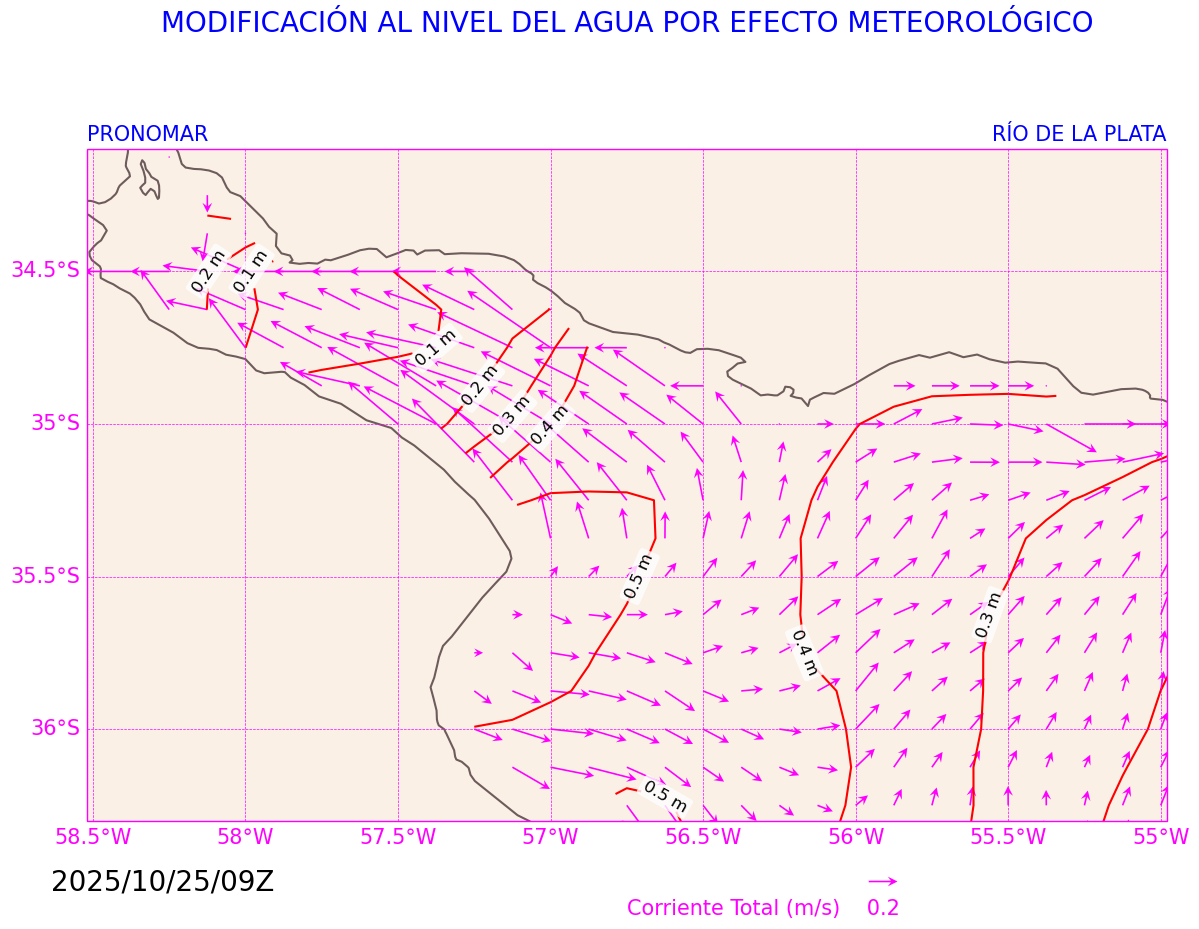 MODIFICACIÓN AL NIVEL DEL AGUA POR EFECTO METEOROLÓGICO
PRONOMAR
RÍO DE LA PLATA
34.5°S
35°S
35.5°S
36°S
0.2 m
0.1 m
0.1 m
0.2 m
0.3 m
0.4 m
0.5 m
0.4 m
0.3 m
0.5 m
58.5°W
58°W
57.5°W
57°W
56.5°W
56°W
55.5°W
55°W
2025/10/25/09Z
Corriente Total (m/s)
0.2